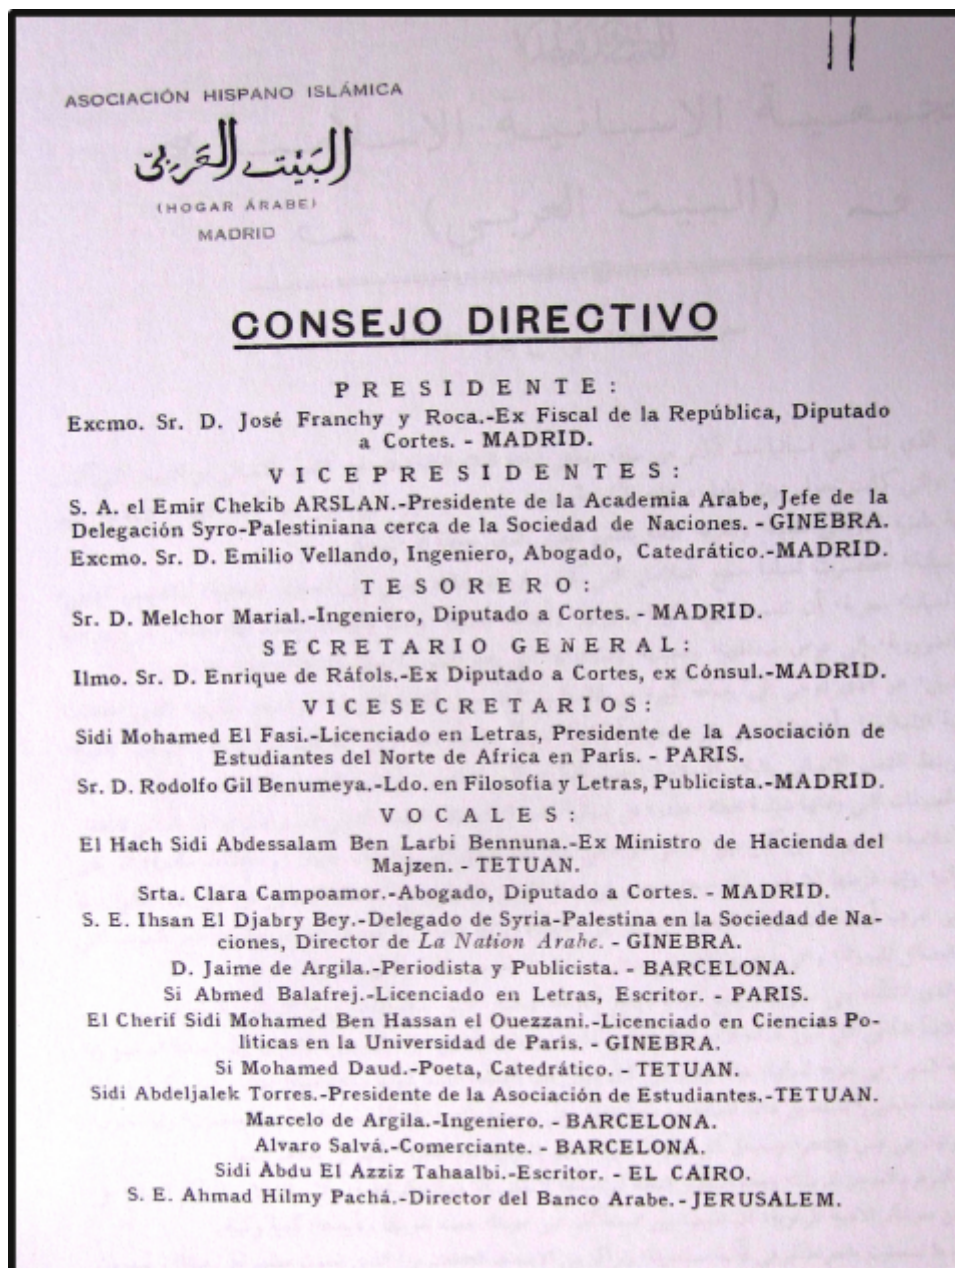 ASOCIACIÓN HISPANO ISLÁMICA
البيت العربي
(HOGAR ÁRABE)
MADRID
CONSEJO DIRECTIVO
PRESIDENTE:
Excmo. Sr. D. José Franchy y Roca.-Ex Fiscal de la República, Diputado
a Cortes. - MADRID.
VICEPRESIDENTES:
S. A. el Emir Chekib ARSLAN.-Presidente de la Academia Arabe, Jefe de la
Delegación Syro-Palestiniana cerca de la Sociedad de Naciones. - GINEBRA.
Excmo. Sr. D. Emilio Vellando, Ingeniero, Abogado, Catedrático.-MADRID.
TESORERO:
Sr. D. Melchor Marial.-Ingeniero, Diputado a Cortes. - MADRID.
SECRETARIO GENERAL:
Ilmo. Sr. D. Enrique de Ráfols.-Ex Diputado a Cortes, ex Cónsul.-MADRID.
VICESECRETARIOS:
Sidi Mohamed El Fasi.-Licenciado en Letras, Presidente de la Asociación de
Estudiantes del Norte de Africa en París. - PARIS.
Sr. D. Rodolfo Gil Benumeya.-Ldo. en Filosofía y Letras, Publicista.-MADRID.
VOCALES:
El Hach Sidi Abdessalam Ben Larbi Bennuna.-Ex Ministro de Hacienda del
Majzen. - TETUAN.
Srta. Clara Campoamor.-Abogado, Diputado a Cortes. - MADRID.
S. E. Ihsan El Djabry Bey.-Delegado de Syria-Palestina en la Sociedad de Na-
ciones, Director de La Nation Arabe. - GINEBRA.
D. Jaime de Argila.-Periodista y Publicista. - BARCELONA.
Si Abmed Balafrej.-Licenciado en Letras, Escritor. - PARIS.
El Cherif Sidi Mohamed Ben Hassan el Ouezzani.-Licenciado en Ciencias Po-
líticas en la Universidad de París. - GINEBRA.
Si Mohamed Daud.-Poeta, Catedrático. - TETUAN.
Sidi Abdeljalek Torres.-Presidente de la Asociación de Estudiantes.-TETUAN.
Marcelo de Argila.-Ingeniero. - BARCELONA.
Alvaro Salvá.-Comerciante. - BARCELONA.
Sidi Abdu El Azziz Tahaalbi.-Escritor. - EL CAIRO.
S. E. Ahmad Hilmy Pachá.-Director del Banco Arabe. - JERUSALEM.